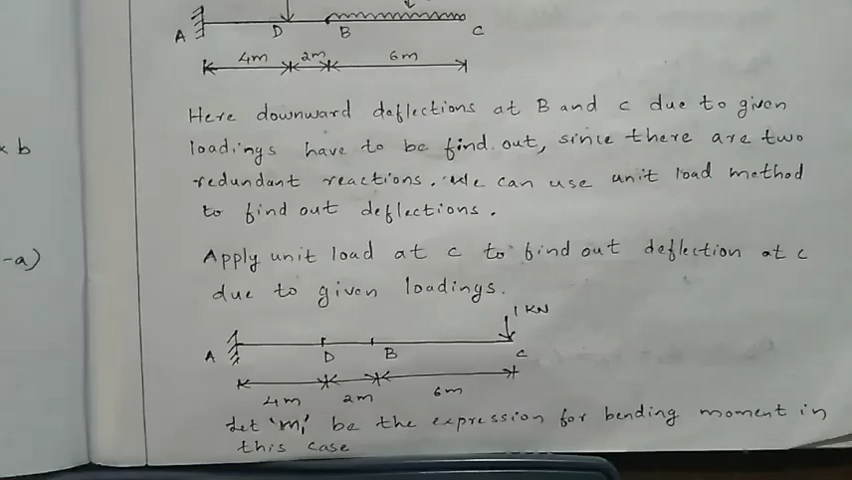 A D B C
4m 2m 6m
Here downward deflections at B and c due to given
x b
loadings have to be find out, since there are two
redundant reactions. We can use unit load method
to find out deflections.
-a)
Apply unit load at c to find out deflection at c
due to given loadings.
1 KN
A D B C
4m 2m 6m
Let 'm₁' be the expression for bending moment in
this case